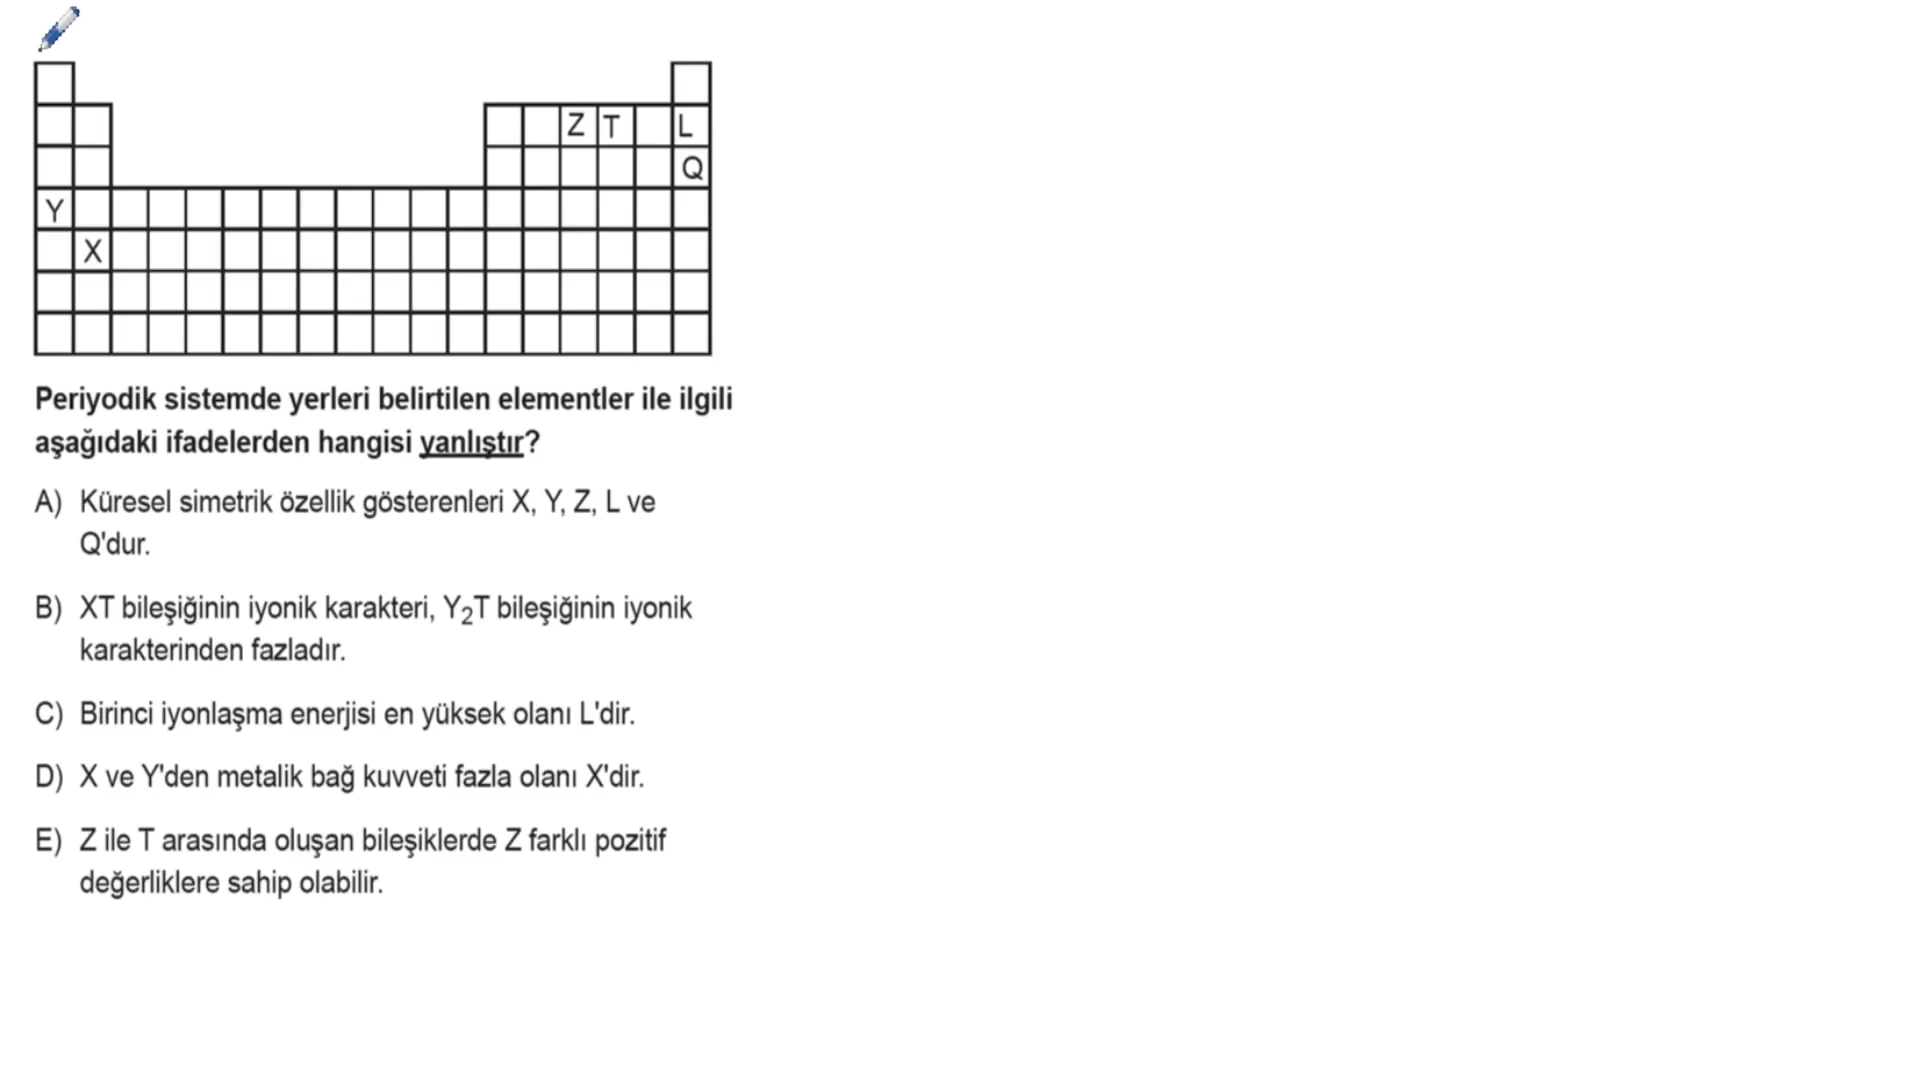 Z T L
Q
Y
X
Periyodik sistemde yerleri belirtilen elementler ile ilgili
aşağıdaki ifadelerden hangisi yanlıştır?
A) Küresel simetrik özellik gösterenleri X, Y, Z, L ve
Q'dur.
B) XT bileşiğinin iyonik karakteri, Y₂T bileşiğinin iyonik
karakterinden fazladır.
C) Birinci iyonlaşma enerjisi en yüksek olanı L'dir.
D) X ve Y'den metalik bağ kuvveti fazla olanı X'dir.
E) Z ile T arasında oluşan bileşiklerde Z farklı pozitif
değerliklere sahip olabilir.